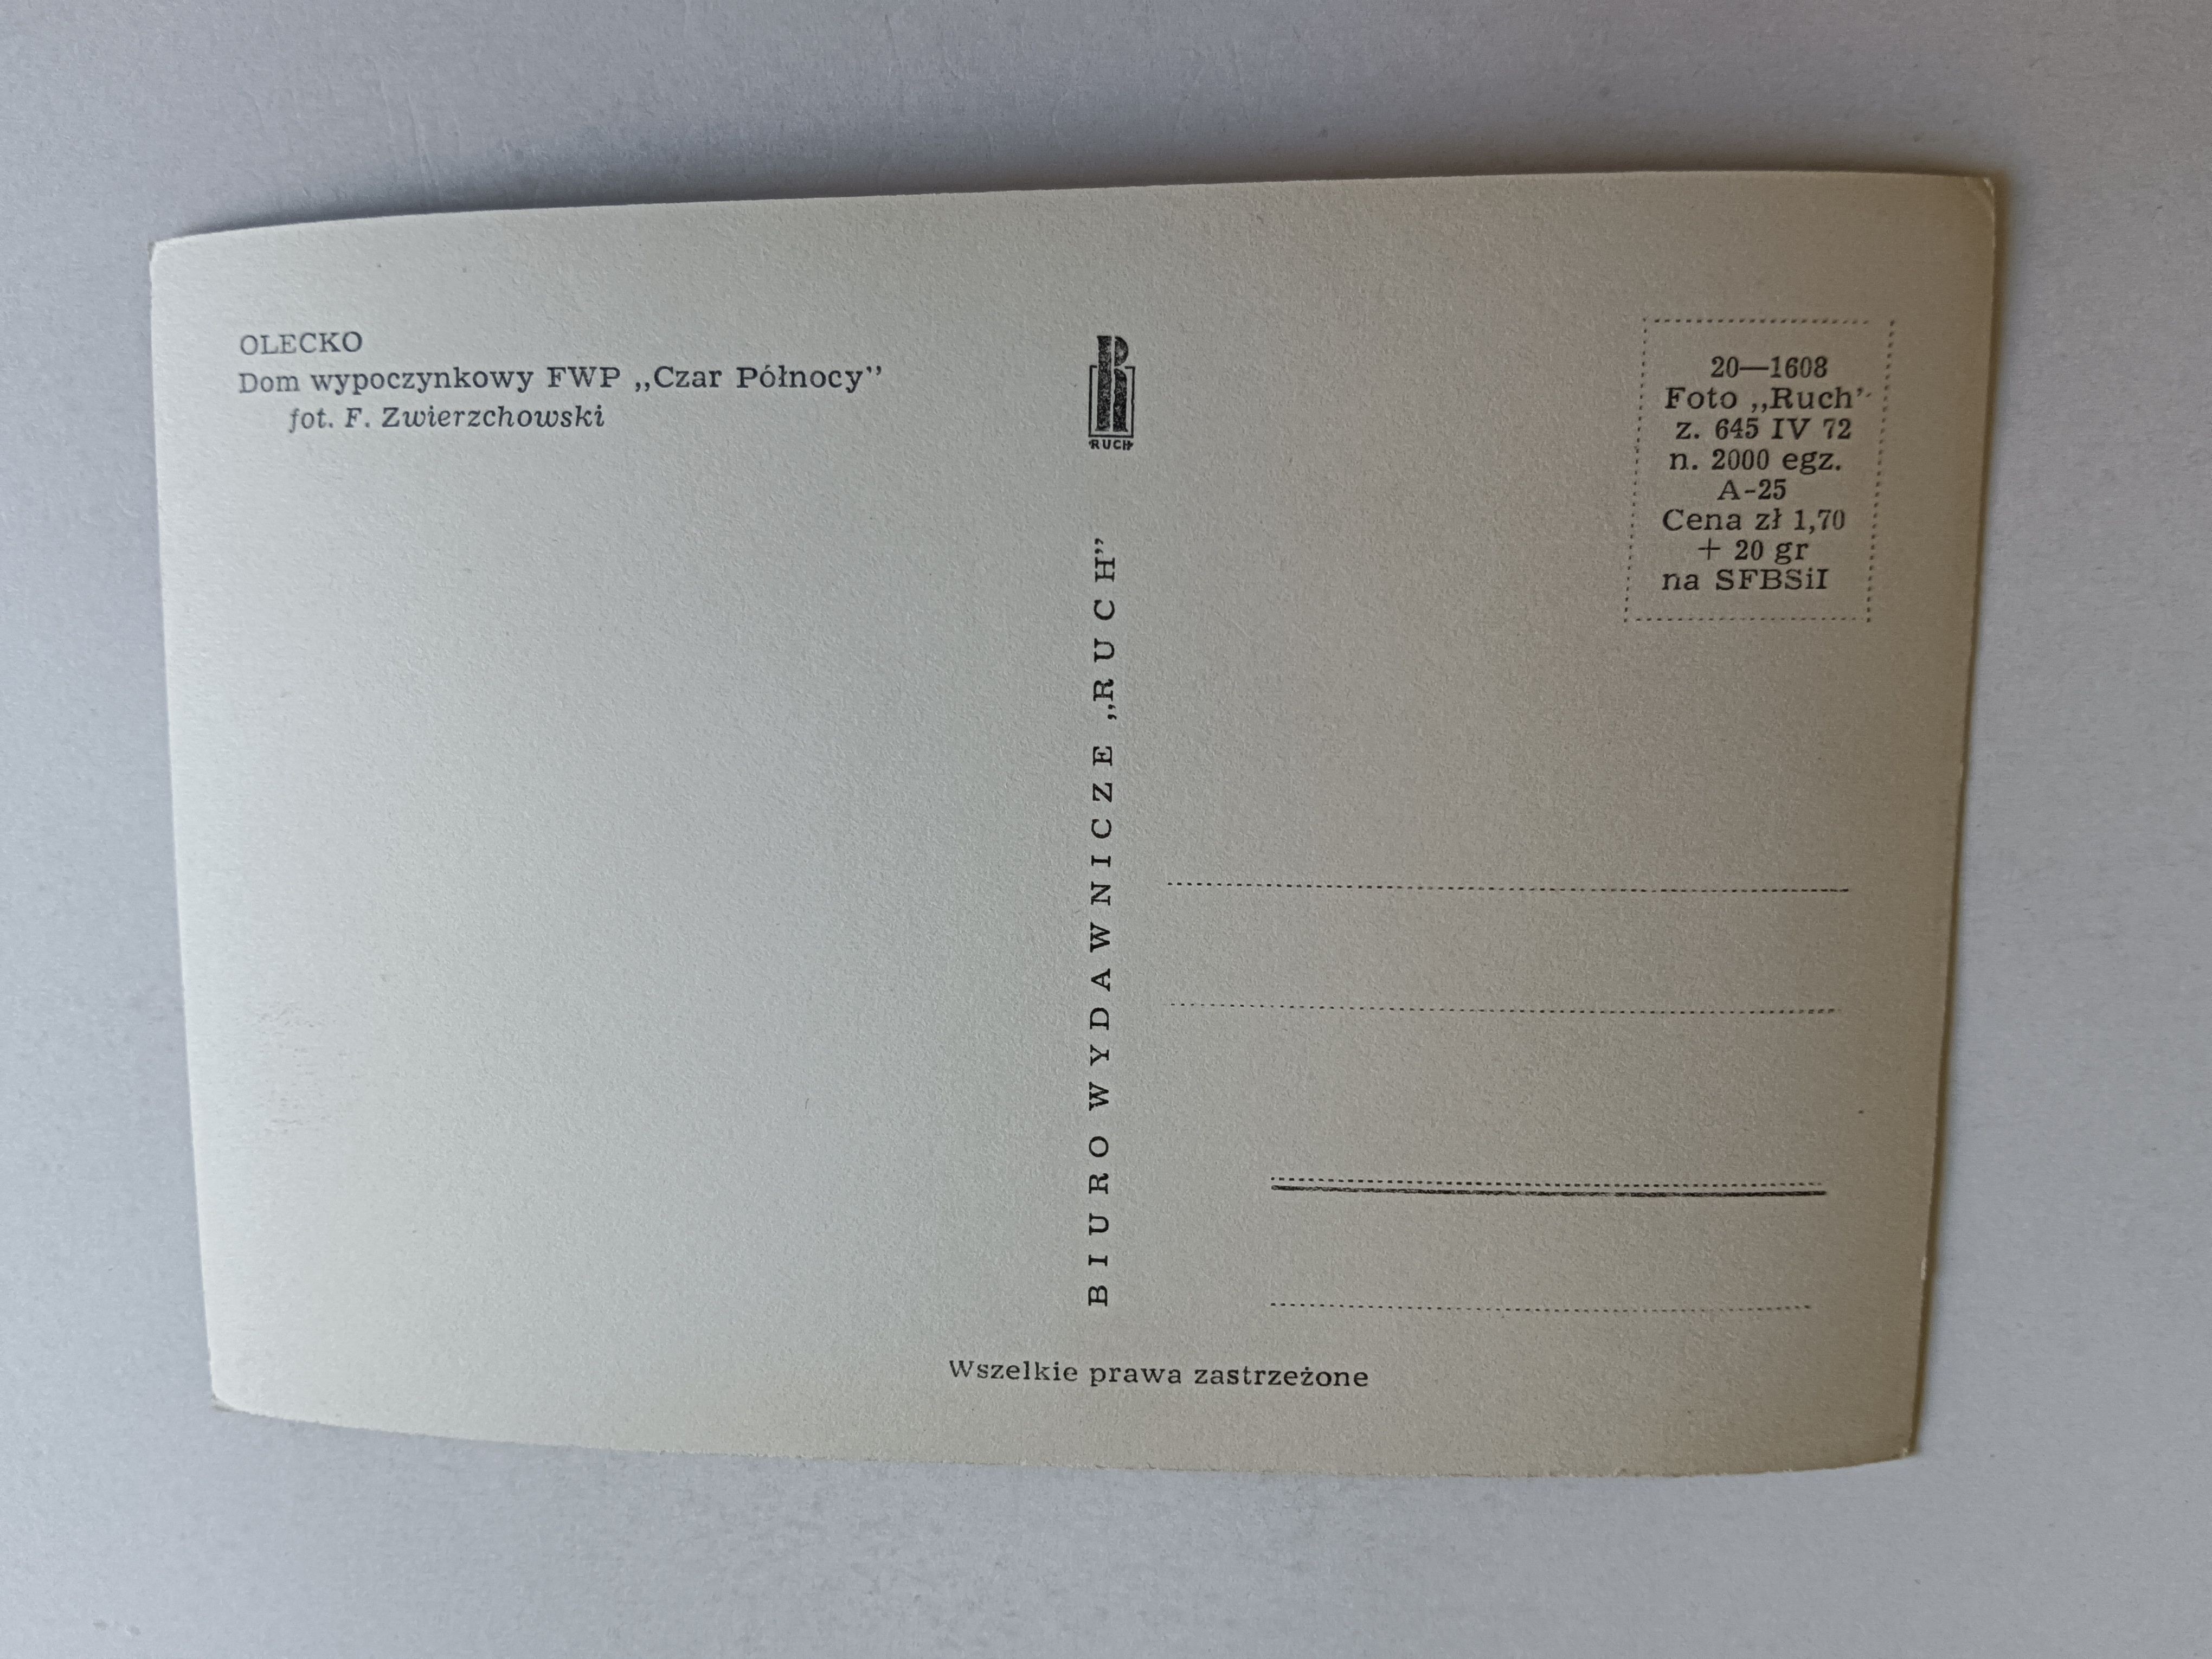 OLECKO
Dom wypoczynkowy FWP „Czar Północy”
fot. F. Zwierzchowski
RUCH
BIURO WYDAWNICZE „RUCH”
20—1608
Foto „Ruch”
z. 645 IV 72
n. 2000 egz.
A-25
Cena zł 1,70
+ 20 gr
na SFBSiI
Wszelkie prawa zastrzeżone